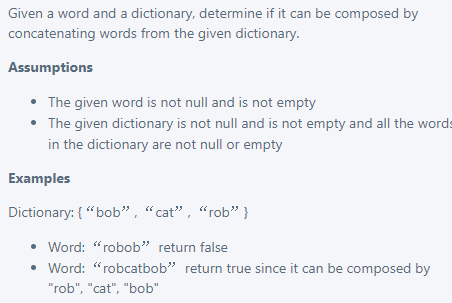 Given a word and a dictionary, determine if it can be composed by
concatenating words from the given dictionary.
Assumptions
• The given word is not null and is not empty
• The given dictionary is not null and is not empty and all the words
in the dictionary are not null or empty
Examples
Dictionary: {“bob”, “cat”, “rob”}
• Word: “robob” return false
• Word: “robcatbob” return true since it can be composed by
"rob", "cat", "bob"